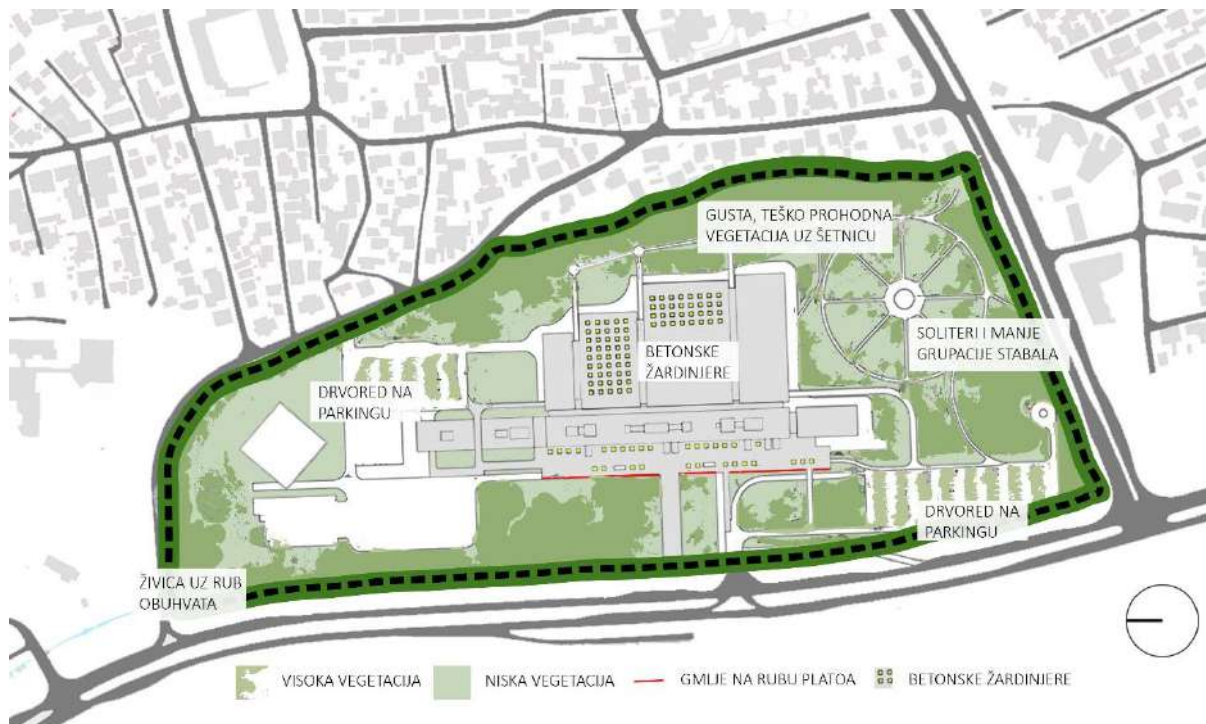 GUSTA, TEŠKO PROHODNA
VEGETACIJA UZ ŠETNICU
SOLITERI I MANJE
GRUPACIJE STABALA
BETONSKE
ŽARDINJERE
DRVORED NA
PARKINGU
DRVORED NA
PARKINGU
ŽIVICA UZ RUB
OBUHVATA
VISOKA VEGETACIJA
NISKA VEGETACIJA
GMLJE NA RUBU PLATOA
BETONSKE ŽARDINJERE